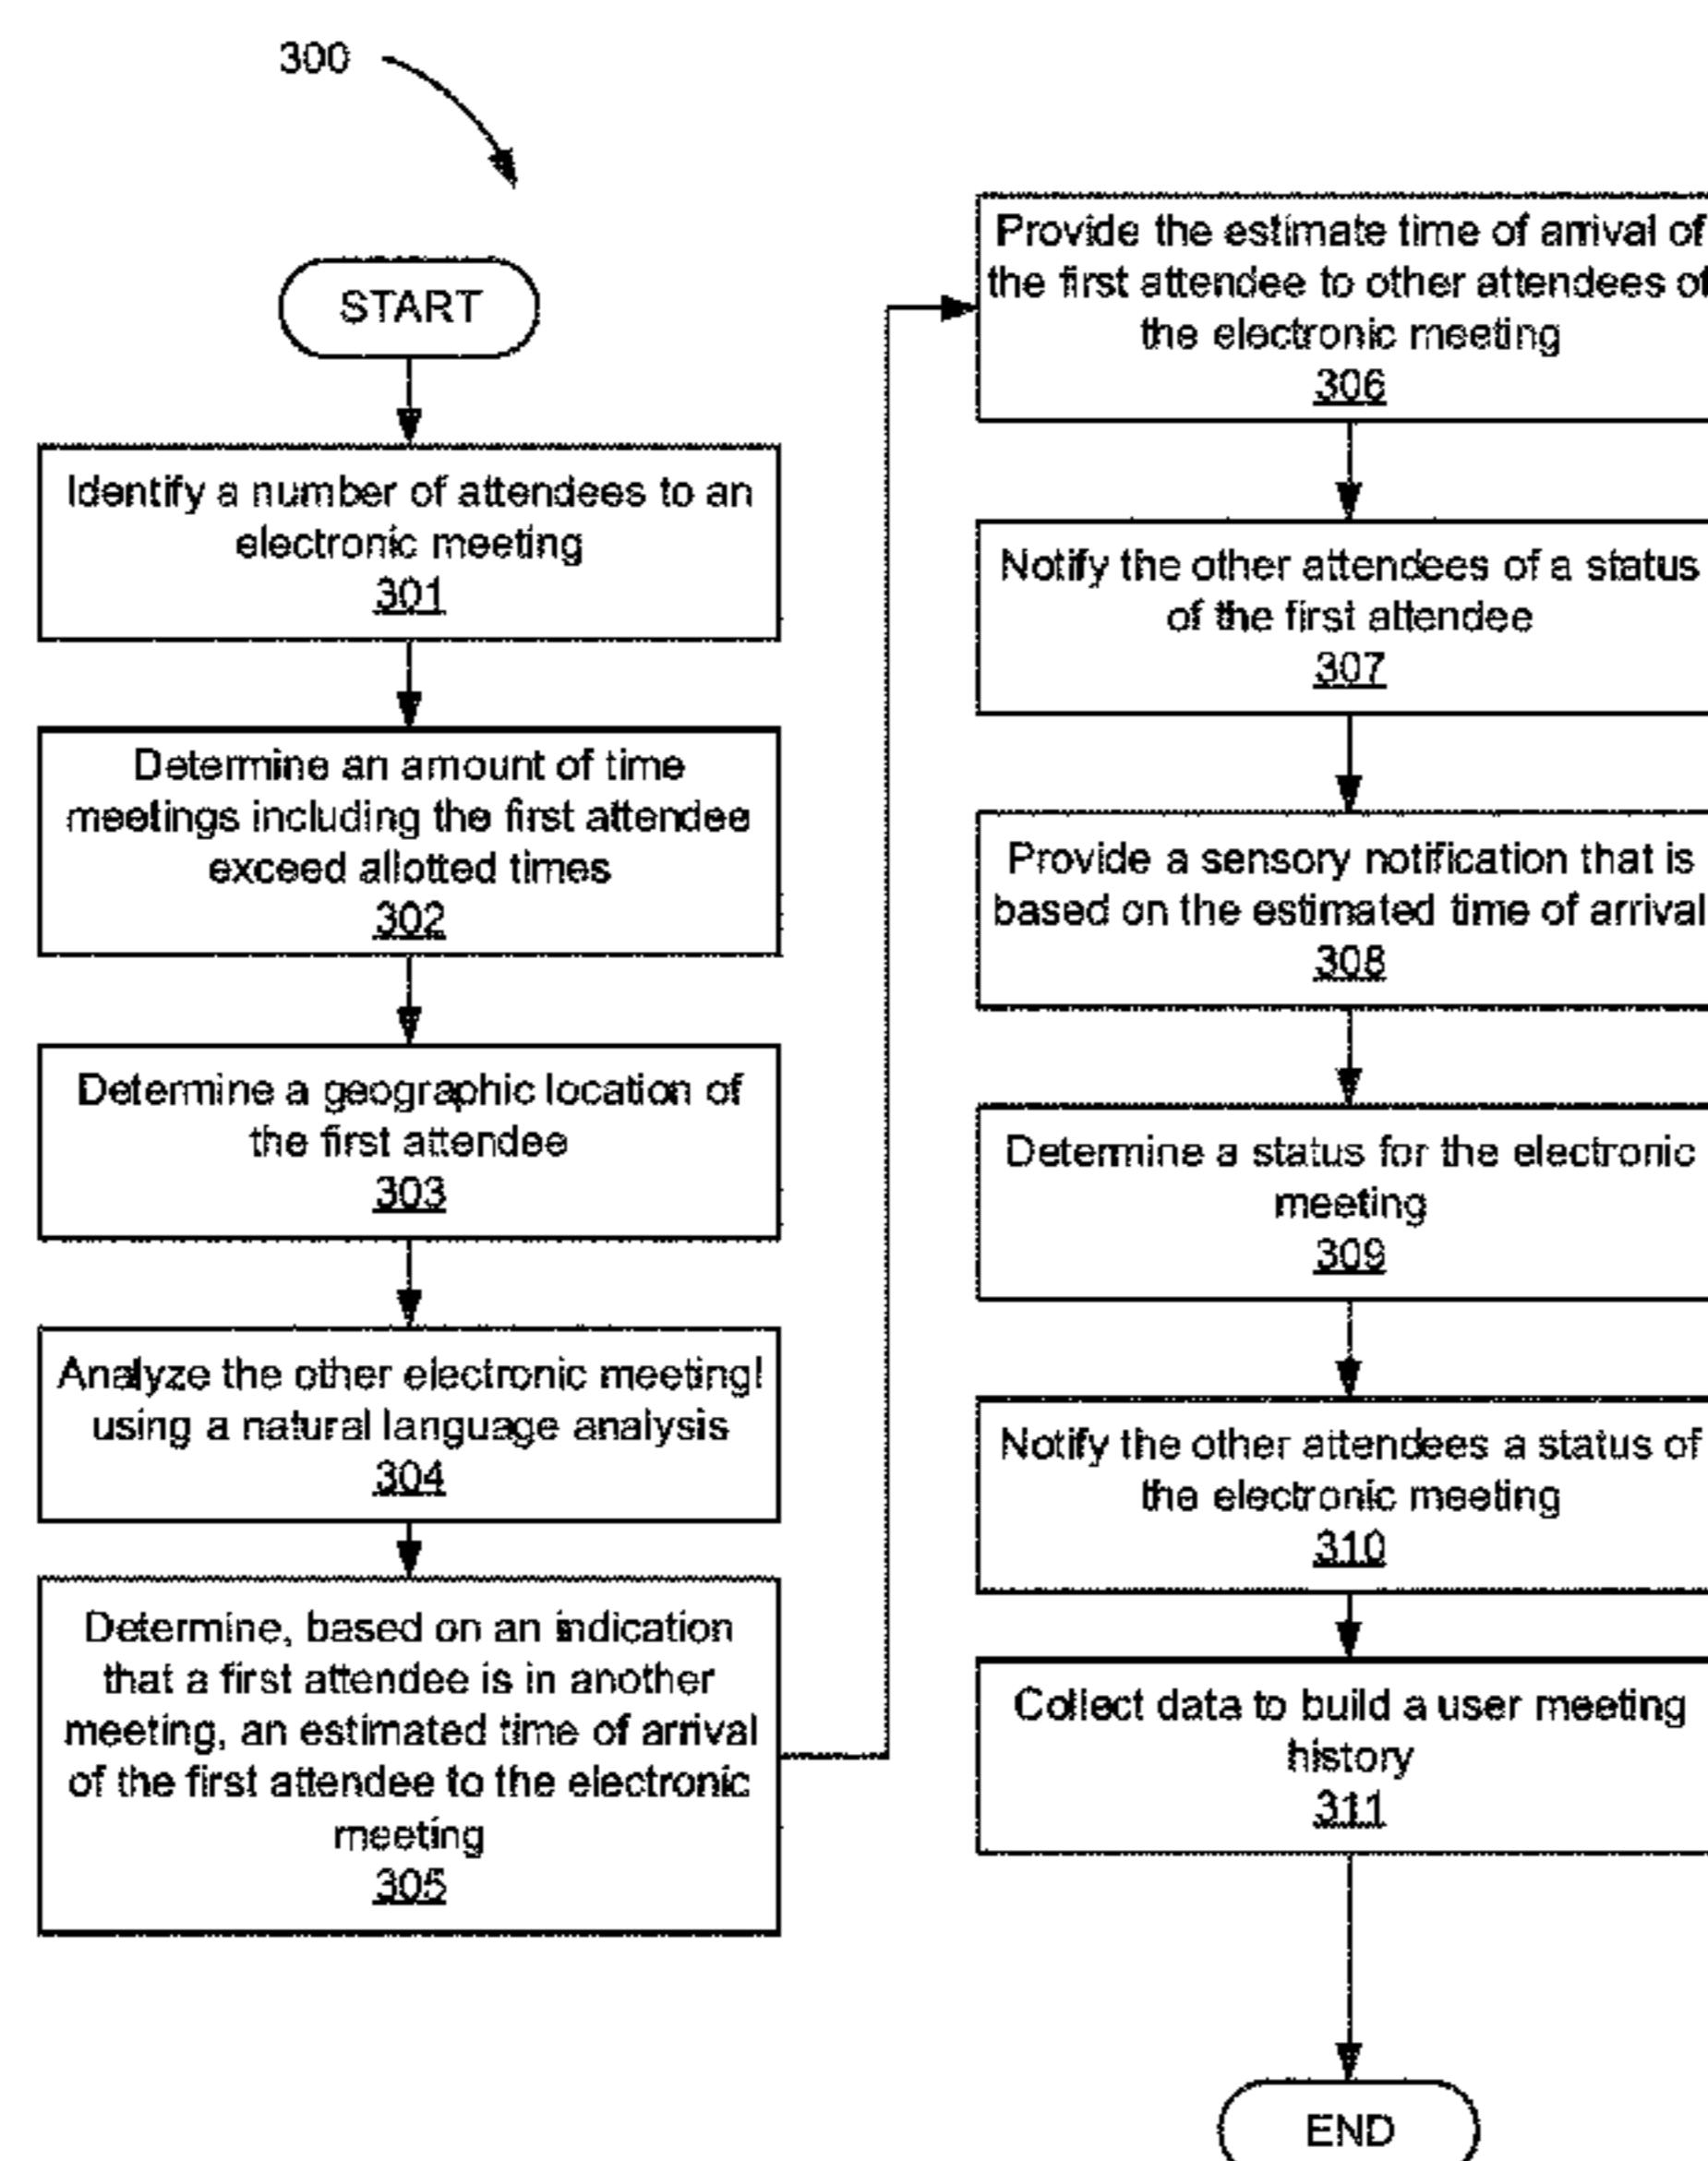 300
START
Identify a number of attendees to an
electronic meeting
301
Determine an amount of time
meetings including the first attendee
exceed allotted times
302
Determine a geographic location of
the first attendee
303
Analyze the other electronic meeting
using a natural language analysis
304
Determine, based on an indication
that a first attendee is in another
meeting, an estimated time of arrival
of the first attendee to the electronic
meeting
305
Provide the estimate time of arrival of
the first attendee to other attendees of
the electronic meeting
306
Notify the other attendees of a status
of the first attendee
307
Provide a sensory notification that is
based on the estimated time of arrival
308
Determine a status for the electronic
meeting
309
Notify the other attendees a status of
the electronic meeting
310
Collect data to build a user meeting
history
311
END